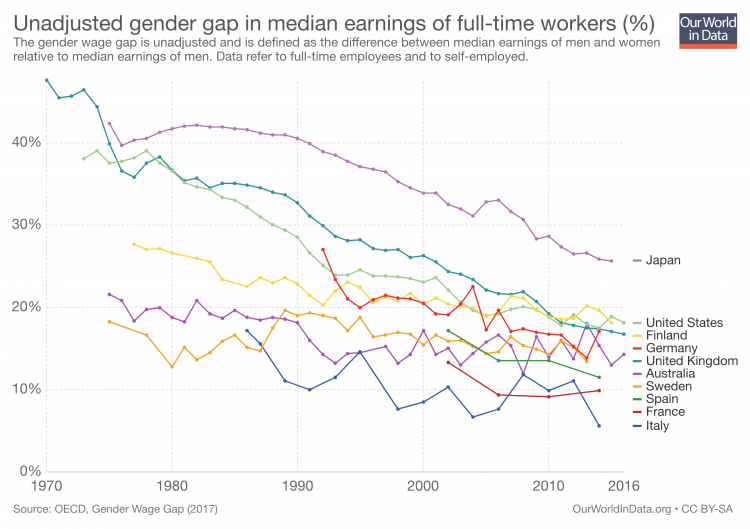 Unadjusted gender gap in median earnings of full-time workers (%)
The gender wage gap is unadjusted and is defined as the difference between median earnings of men and women
relative to median earnings of men. Data refer to full-time employees and to self-employed.
Our World
in Data
40%
30%
20%
10%
0%
1970
1980
1990
2000
2010
2016
Japan
United States
Finland
Germany
United Kingdom
Australia
Sweden
Spain
France
Italy
Source: OECD, Gender Wage Gap (2017)
OurWorldInData.org • CC BY-SA